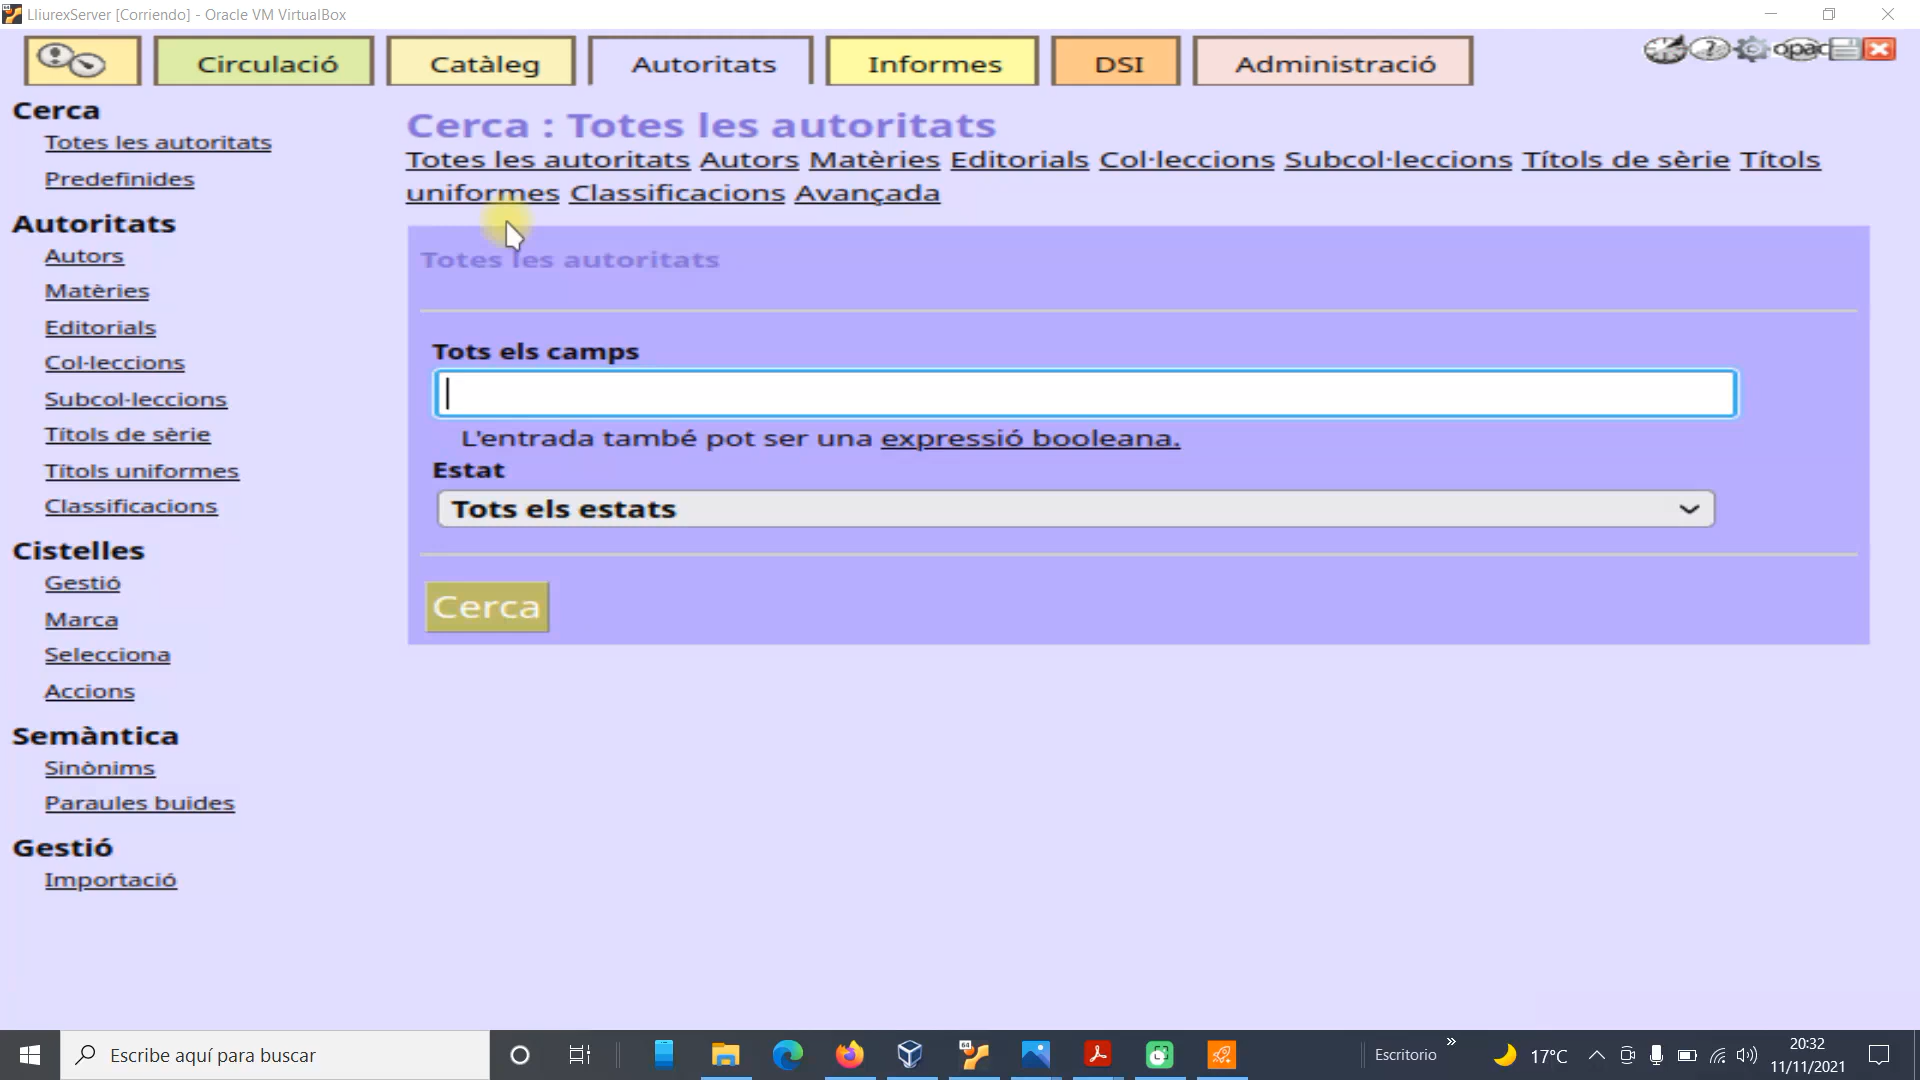 LliurexServer [Corriendo] - Oracle VM VirtualBox
Circulació
Catàleg
Autoritats
Informes
DSI
Administració
opac
Cerca
Totes les autoritats
Predefinides
Autoritats
Autors
Matèries
Editorials
Col·leccions
Subcol·leccions
Títols de sèrie
Títols uniformes
Classificacions
Cistelles
Gestió
Marca
Selecciona
Accions
Semàntica
Sinònims
Paraules buides
Gestió
Importació
Cerca : Totes les autoritats
Totes les autoritats Autors Matèries Editorials Col·leccions Subcol·leccions Títols de sèrie Títols
uniformes Classificacions Avançada
Totes les autoritats
Tots els camps
L'entrada també pot ser una expressió booleana.
Estat
Tots els estats
Cerca
Escribe aquí para buscar
64
Escritorio
17°C
20:32
11/11/2021